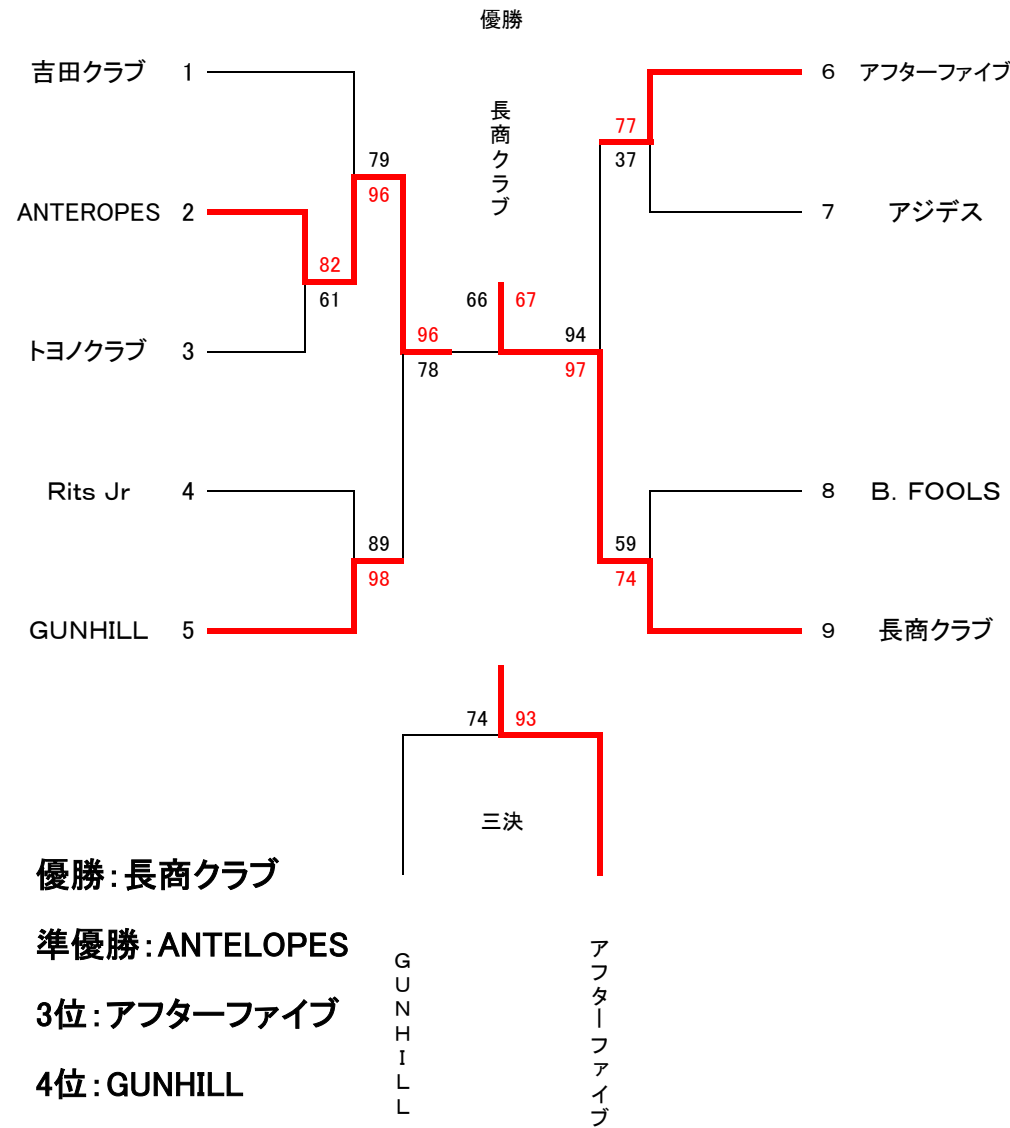 優勝
吉田クラブ 1
6 アフターファイブ
長商クラブ
77
37
79
96
ANTEROPES 2
7 アジデス
82
61
66 67
96
78
94
97
トヨノクラブ 3
Rits Jr 4
8 B. FOOLS
89
98
59
74
GUNHILL 5
9 長商クラブ
74 93
三決
優勝:長商クラブ
準優勝:ANTELOPES
3位:アフターファイブ
4位:GUNHILL
GUNHILL
アフターファイブ